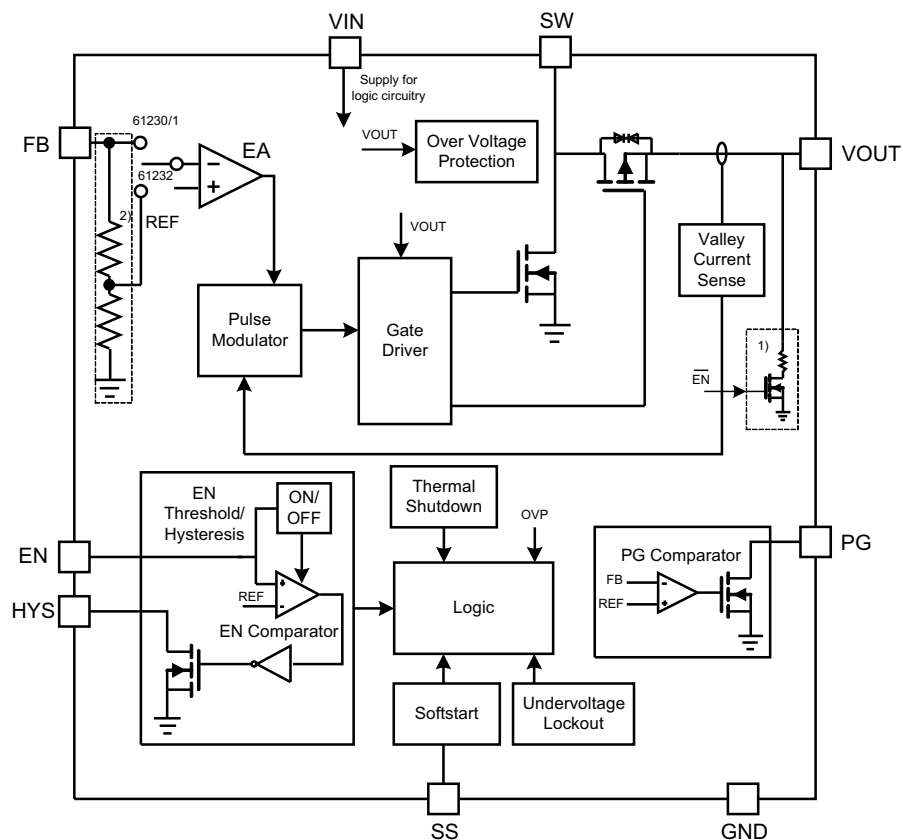 VIN
SW
Supply for
logic circuitry
61230/1
FB
EA
VOUT
Over Voltage
Protection
VOUT
−
61232
+
2)
REF
VOUT
Valley
Current
Sense
Pulse
Modulator
Gate
Driver
1)
EN
EN
Threshold/
Hysteresis
ON/
OFF
Thermal
Shutdown
OVP
EN
PG
PG Comparator
+
REF
-
FB
-
REF
+
HYS
Logic
EN Comparator
Softstart
Undervoltage
Lockout
SS
GND